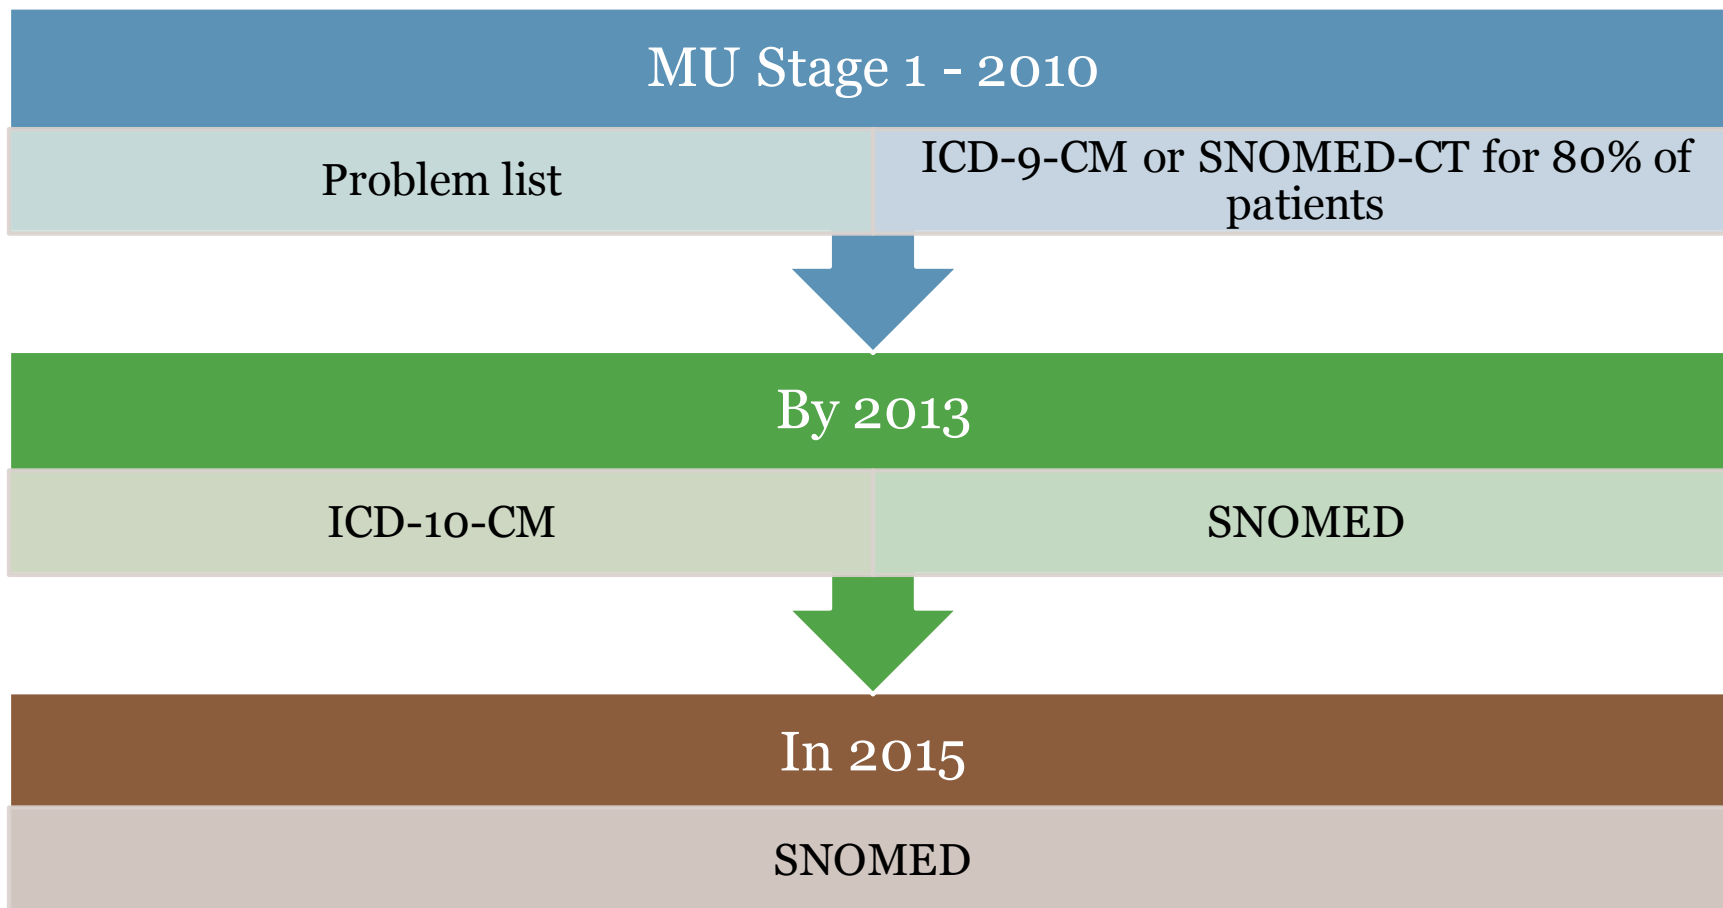 MU Stage 1 - 2010
Problem list
ICD-9-CM or SNOMED-CT for 80% of
patients
By 2013
ICD-10-CM
SNOMED
In 2015
SNOMED